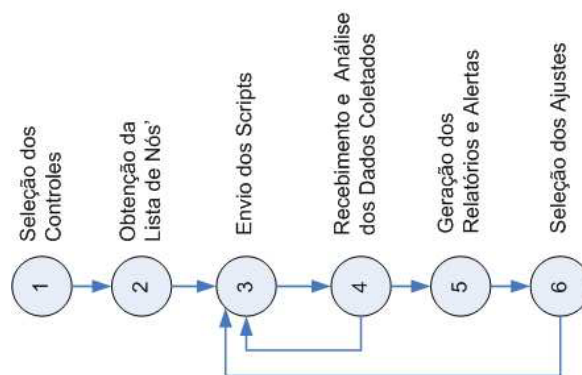 1
Seleção dos
Controles
2
Obtenção da
Lista de Nós'
3
Envio dos Scripts
4
Recebimento e Análise
dos Dados Coletados
5
Geração dos
Relatórios e Alertas
6
Seleção dos Ajustes